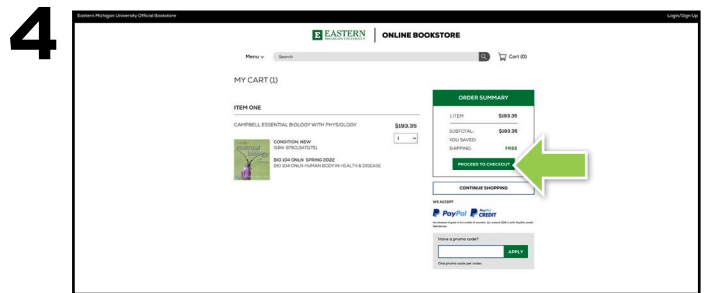 4
Eastern Michigan University Official Bookstore
Login/Sign Up
E EASTERN
MICHIGAN UNIVERSITY
ONLINE BOOKSTORE
Menu
Search
Cart (0)
MY CART (1)
ITEM ONE
CAMPBELL ESSENTIAL BIOLOGY WITH PHYSIOLOGY
$193.35
1
CONDITION: NEW
BIO 104 ONLN SPRING 2022
BIO 104 ONLN HUMAN BODY IN HEALTH & DISEASE
essential
biology
ORDER SUMMARY
1 ITEM: $193.35
SUBTOTAL: $193.35
YOU SAVED:
SHIPPING: FREE
PROCEED TO CHECKOUT
CONTINUE SHOPPING
WE ACCEPT
PayPal
PayPal
CREDIT
Have a promo code?
APPLY
One promo code per order.